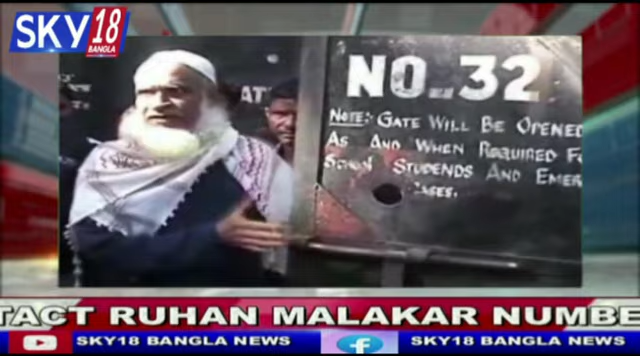 SKY18
BANGLA
AT
NO. 32
NOTE:- GATE WILL BE OPENED
AS AND WHEN REQUIRED F
STUDENDS AND EMER
CASES.
TACT RUHAN MALAKAR NUMBE
SKY18 BANGLA NEWS
SKY18 BANGLA NEWS